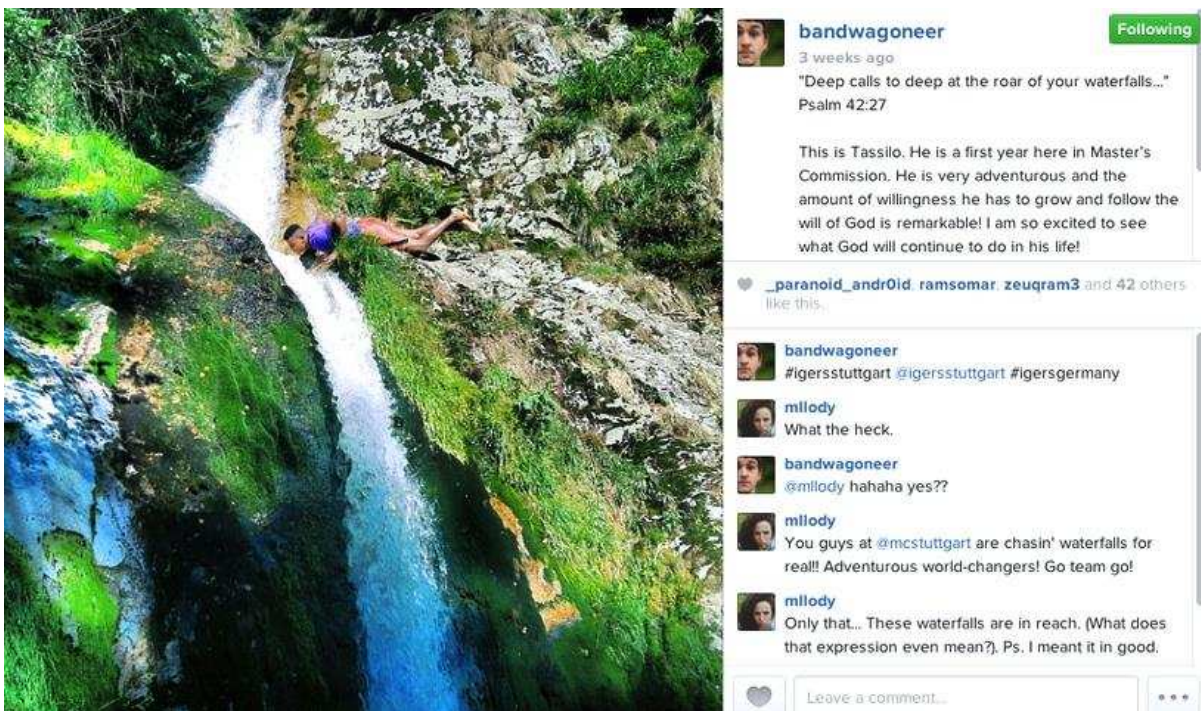 bandwagoneer
Following
3 weeks ago
"Deep calls to deep at the roar of your waterfalls..."
Psalm 42:27
This is Tassilo. He is a first year here in Master's
Commission. He is very adventurous and the
amount of willingness he has to grow and follow the
will of God is remarkable! I am so excited to see
what God will continue to do in his life!
_paranoid_andr0id, ramsomar, zeuqram3 and 42 others
like this.
bandwagoneer
#igersstuttgart @igersstuttgart #igersgermany
mllody
What the heck.
bandwagoneer
@mllody hahaha yes??
mllody
You guys at @mcstuttgart are chasin' waterfalls for
real!! Adventurous world-changers! Go team go!
mllody
Only that... These waterfalls are in reach. (What does
that expression even mean?). Ps. I meant it in good.
Leave a comment...